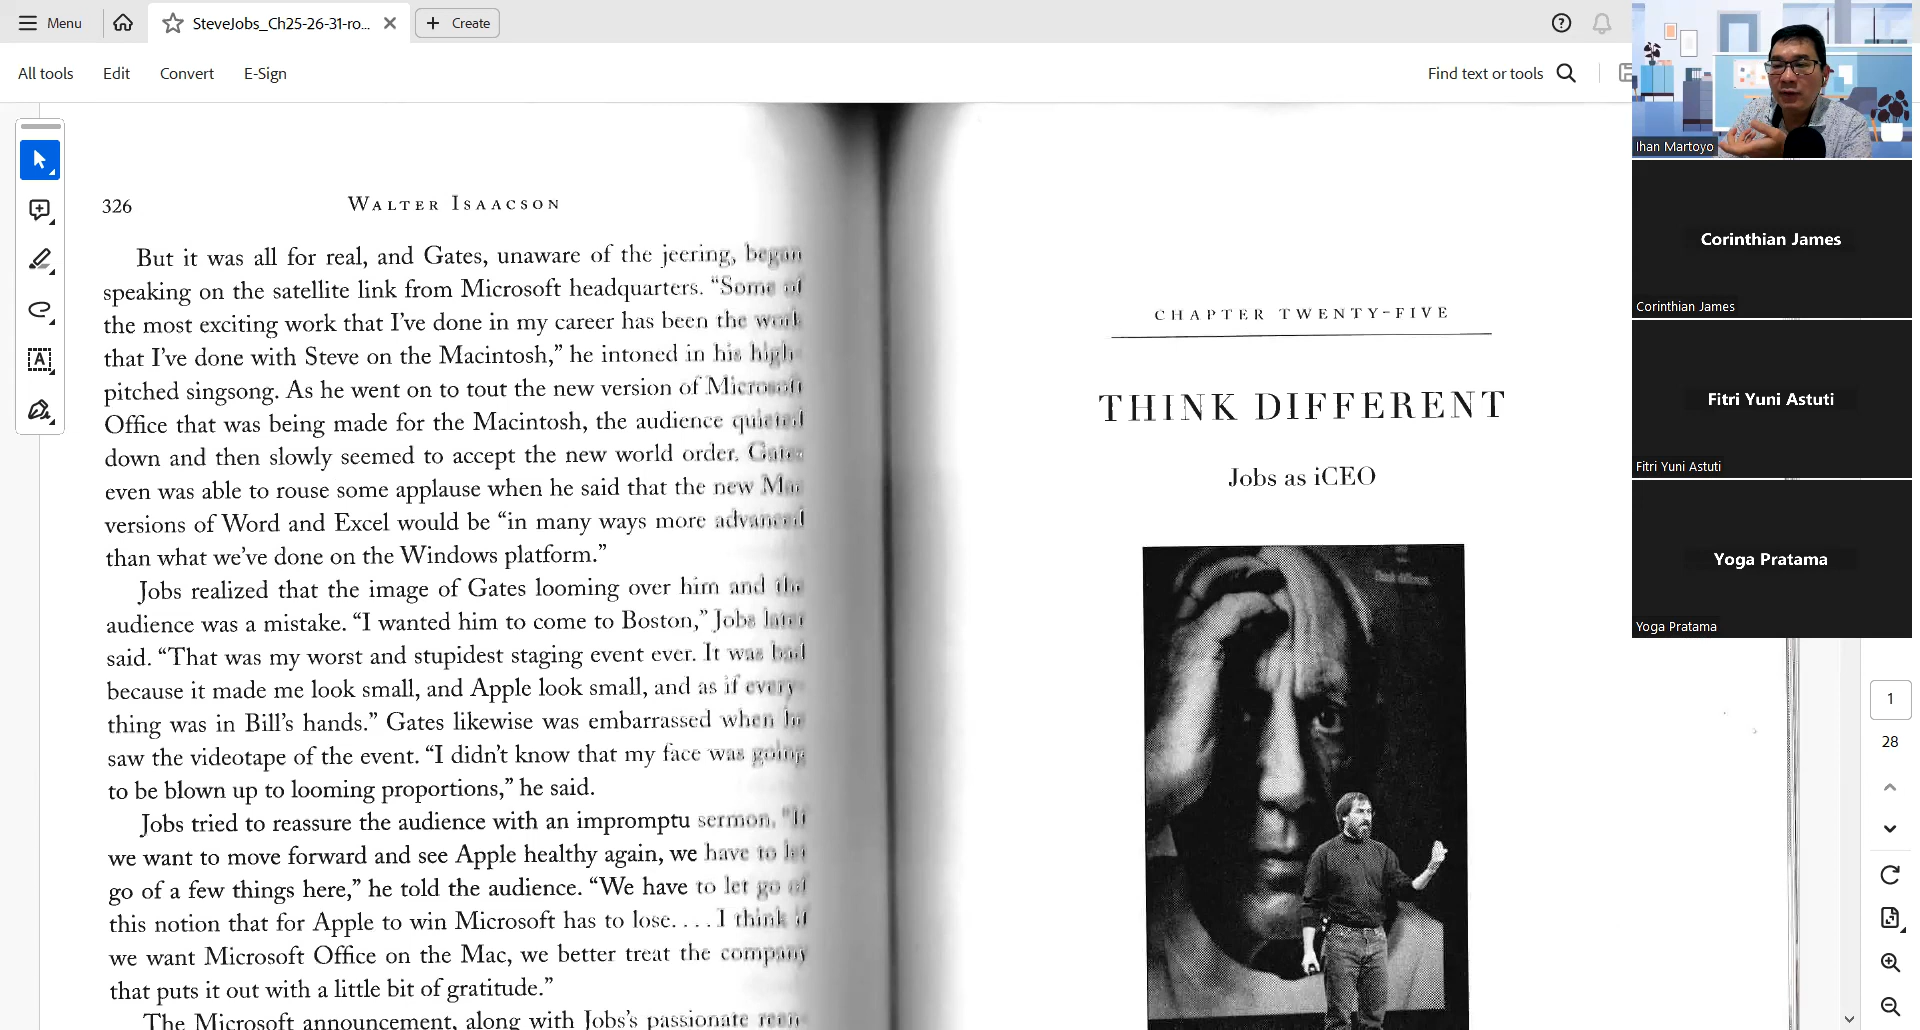 Menu
SteveJobs_Ch25-26-31-ro...
Create
All tools
Edit
Convert
E-Sign
Find text or tools
326
WALTER ISAACSON
But it was all for real, and Gates, unaware of the jeering, began
speaking on the satellite link from Microsoft headquarters. “Some of
the most exciting work that I’ve done in my career has been the work
that I’ve done with Steve on the Macintosh,” he intoned in his high-
pitched singsong. As he went on to tout the new version of Microsoft
Office that was being made for the Macintosh, the audience quieted
down and then slowly seemed to accept the new world order. Gates
even was able to rouse some applause when he said that the new Mac
versions of Word and Excel would be “in many ways more advanced
than what we’ve done on the Windows platform.”
Jobs realized that the image of Gates looming over him and the
audience was a mistake. “I wanted him to come to Boston,” Jobs later
said. “That was my worst and stupidest staging event ever. It was bad
because it made me look small, and Apple look small, and as if every-
thing was in Bill’s hands.” Gates likewise was embarrassed when he
saw the videotape of the event. “I didn’t know that my face was going
to be blown up to looming proportions,” he said.
Jobs tried to reassure the audience with an impromptu sermon. “If
we want to move forward and see Apple healthy again, we have to let
go of a few things here,” he told the audience. “We have to let go of
this notion that for Apple to win Microsoft has to lose. . . . I think if
we want Microsoft Office on the Mac, we better treat the company
that puts it out with a little bit of gratitude.”
The Microsoft announcement, along with Jobs’s passionate
CHAPTER TWENTY-FIVE
THINK DIFFERENT
Jobs as iCEO
Think different.
Ihan Martoyo
Corinthian James
Corinthian James
Fitri Yuni Astuti
Fitri Yuni Astuti
Yoga Pratama
Yoga Pratama
1
28